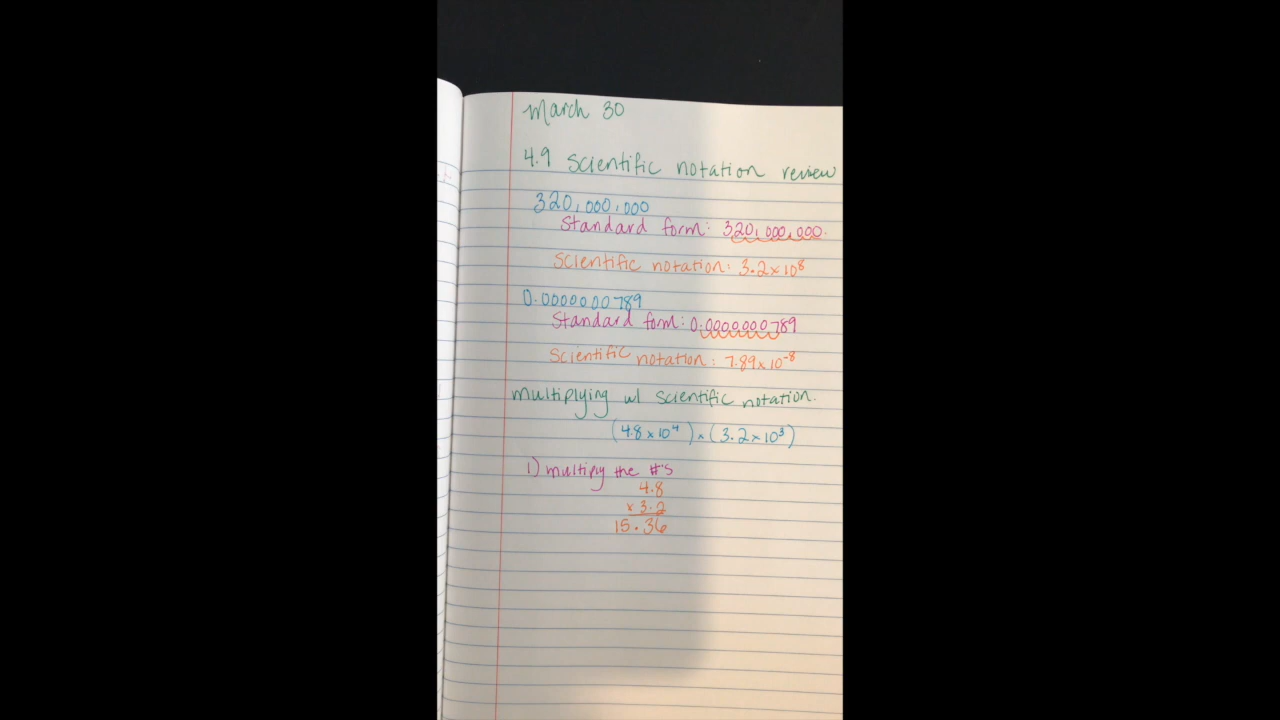 March 30
4.9 Scientific notation review
320,000,000
Standard form: 320,000,000.
Scientific notation: 3.2 x 10⁸
0.0000000789
Standard form: 0.0000000789
Scientific notation: 7.89 x 10⁻⁸
multiplying w/ scientific notation.
(4.8 x 10⁴) x (3.2 x 10³)
1) multiply the #'s
4.8
x 3.2
15.36